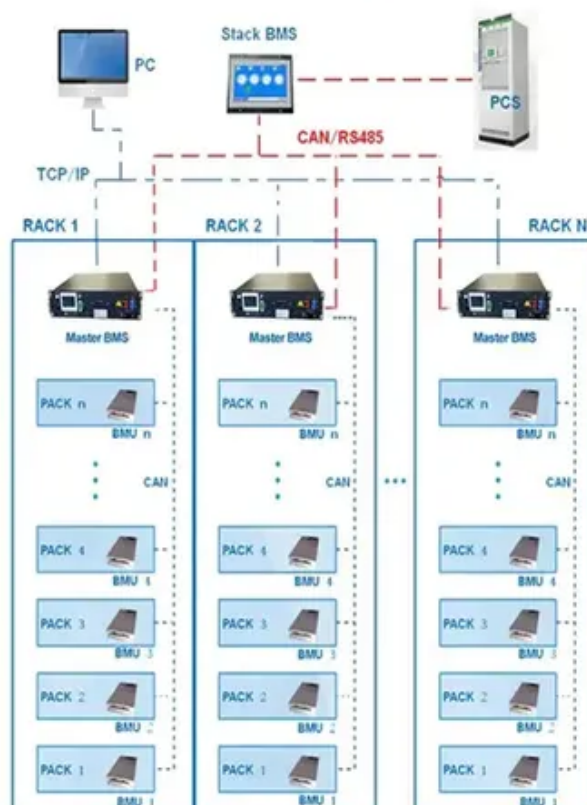 Stack BMS
PC
PCS
CAN/RS485
TCP/IP
RACK 1
RACK 2
RACK N
Master BMS
Master BMS
Master BMS
PACK n
BMU n
PACK n
BMU n
PACK n
BMU n
CAN
CAN
CAN
PACK 4
BMU 4
PACK 4
BMU 4
PACK 4
BMU 4
PACK 3
BMU 3
PACK 3
BMU 3
PACK 3
BMU 3
PACK 2
BMU 2
PACK 2
BMU 2
PACK 2
BMU 2
PACK 1
BMU 1
PACK 1
BMU 1
PACK 1
BMU 1